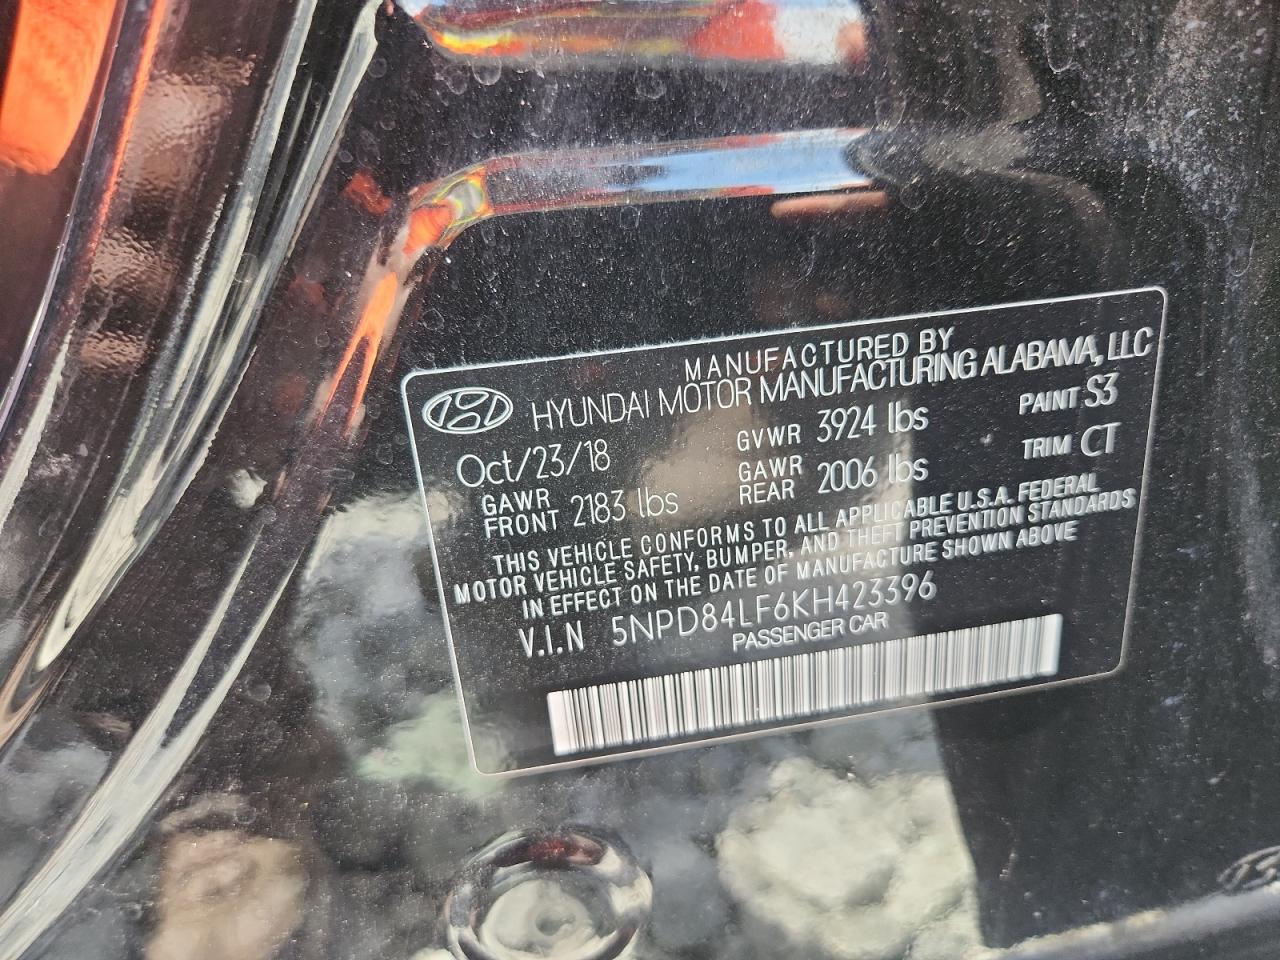 MANUFACTURED BY
HYUNDAI MOTOR MANUFACTURING ALABAMA, LLC
Oct/23/18 GVWR 3924 lbs PAINT S3
GAWR FRONT 2183 lbs GAWR REAR 2006 lbs TRIM CT
THIS VEHICLE CONFORMS TO ALL APPLICABLE U.S.A. FEDERAL
MOTOR VEHICLE SAFETY, BUMPER, AND THEFT PREVENTION STANDARDS
IN EFFECT ON THE DATE OF MANUFACTURE SHOWN ABOVE
V.I.N 5NPD84LF6KH423396
PASSENGER CAR